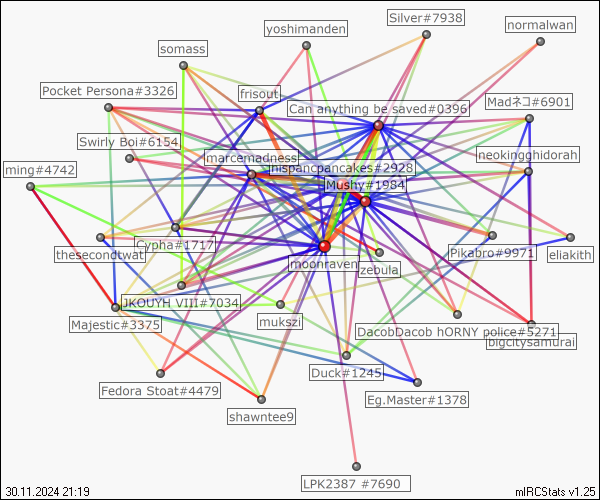 Silver#7938
yoshimanden
normalwan
somass
Pocket Persona#3326
frisout
Can anything be saved#0396
Madネコ#6901
Swirly Boi#6154
marcamadness
neokingghidorah
ming#4742
hispancpancakes#2928
Mushy#1984
Cypha#1717
thesecondtwat
Pikabro#9971
eliakith
moonraven
zebula
JKOUYH VIII#7034
mukszi
Majestic#3375
DacobDacob hORNY police#5271
bigcitysamurai
Duck#1245
Fedora Stoat#4479
Eg.Master#1378
shawntee9
LPK2387 #7690
30.11.2024 21:19
mIRCStats v1.25